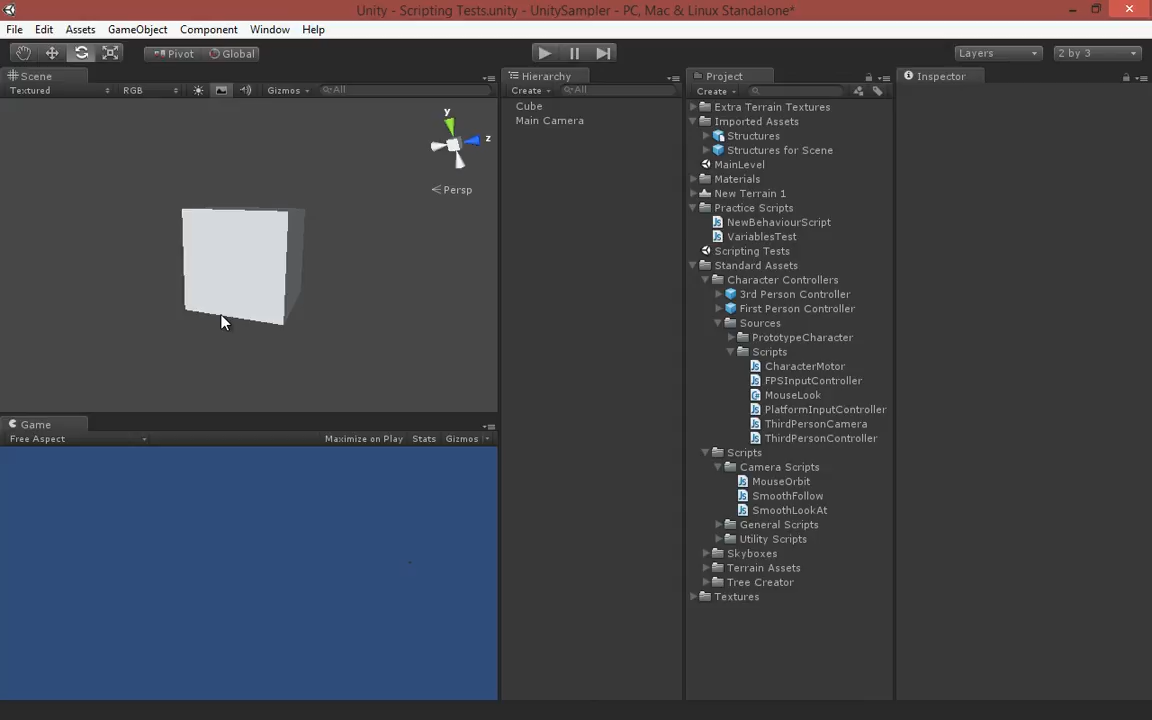 Unity - Scripting Tests.unity - UnitySampler - PC, Mac & Linux Standalone*
File Edit Assets GameObject Component Window Help
Pivot Global Layers 2 by 3
Scene Hierarchy Project Inspector
Textured RGB Gizmos All Create All Create
Cube
Main Camera
y
z
Persp
Extra Terrain Textures
Imported Assets
Structures
Structures for Scene
MainLevel
Materials
New Terrain 1
Practice Scripts
NewBehaviourScript
VariablesTest
Scripting Tests
Standard Assets
Character Controllers
3rd Person Controller
First Person Controller
Sources
PrototypeCharacter
Scripts
CharacterMotor
FPSInputController
MouseLook
PlatformInputController
ThirdPersonCamera
ThirdPersonController
Scripts
Camera Scripts
MouseOrbit
SmoothFollow
SmoothLookAt
General Scripts
Utility Scripts
Skyboxes
Terrain Assets
Tree Creator
Textures
Game
Free Aspect Maximize on Play Stats Gizmos